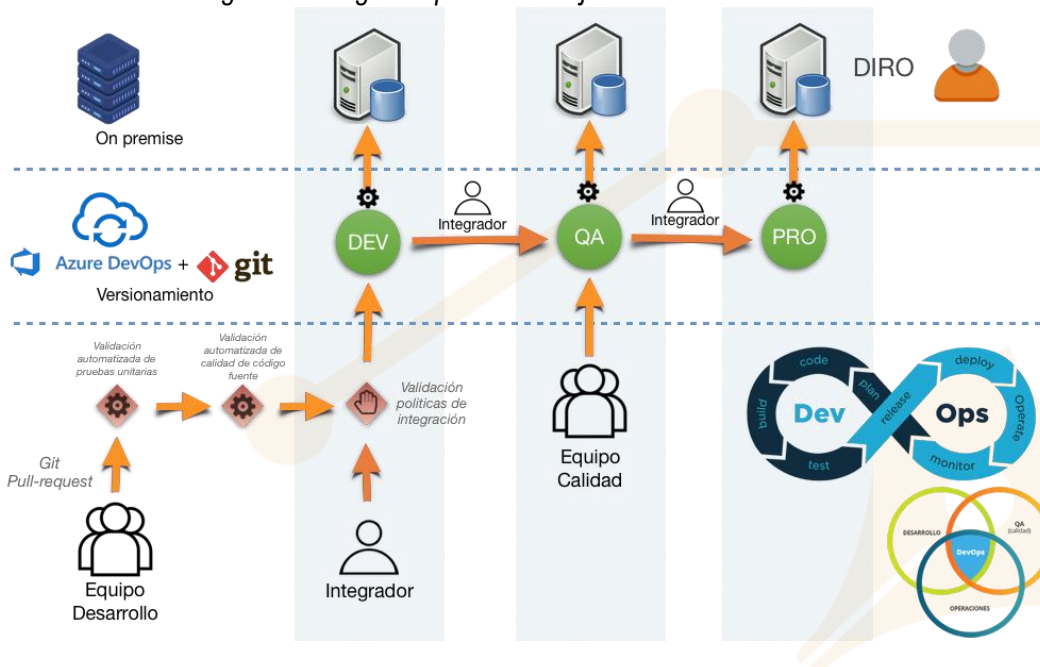 DIRO
On premise
Integrador
Integrador
DEV
QA
PRO
Azure DevOps + git
Versionamiento
Validación
automatizada de
pruebas unitarias
Validación
automatizada de
calidad de código
fuente
Validación
políticas de
integración
Git
Pull-request
Equipo
Desarrollo
Integrador
Equipo
Calidad
code
plan
build
test
release
deploy
Operate
monitor
Dev
Ops
DESARROLLO
QA
(calidad)
DevOps
OPERACIONES